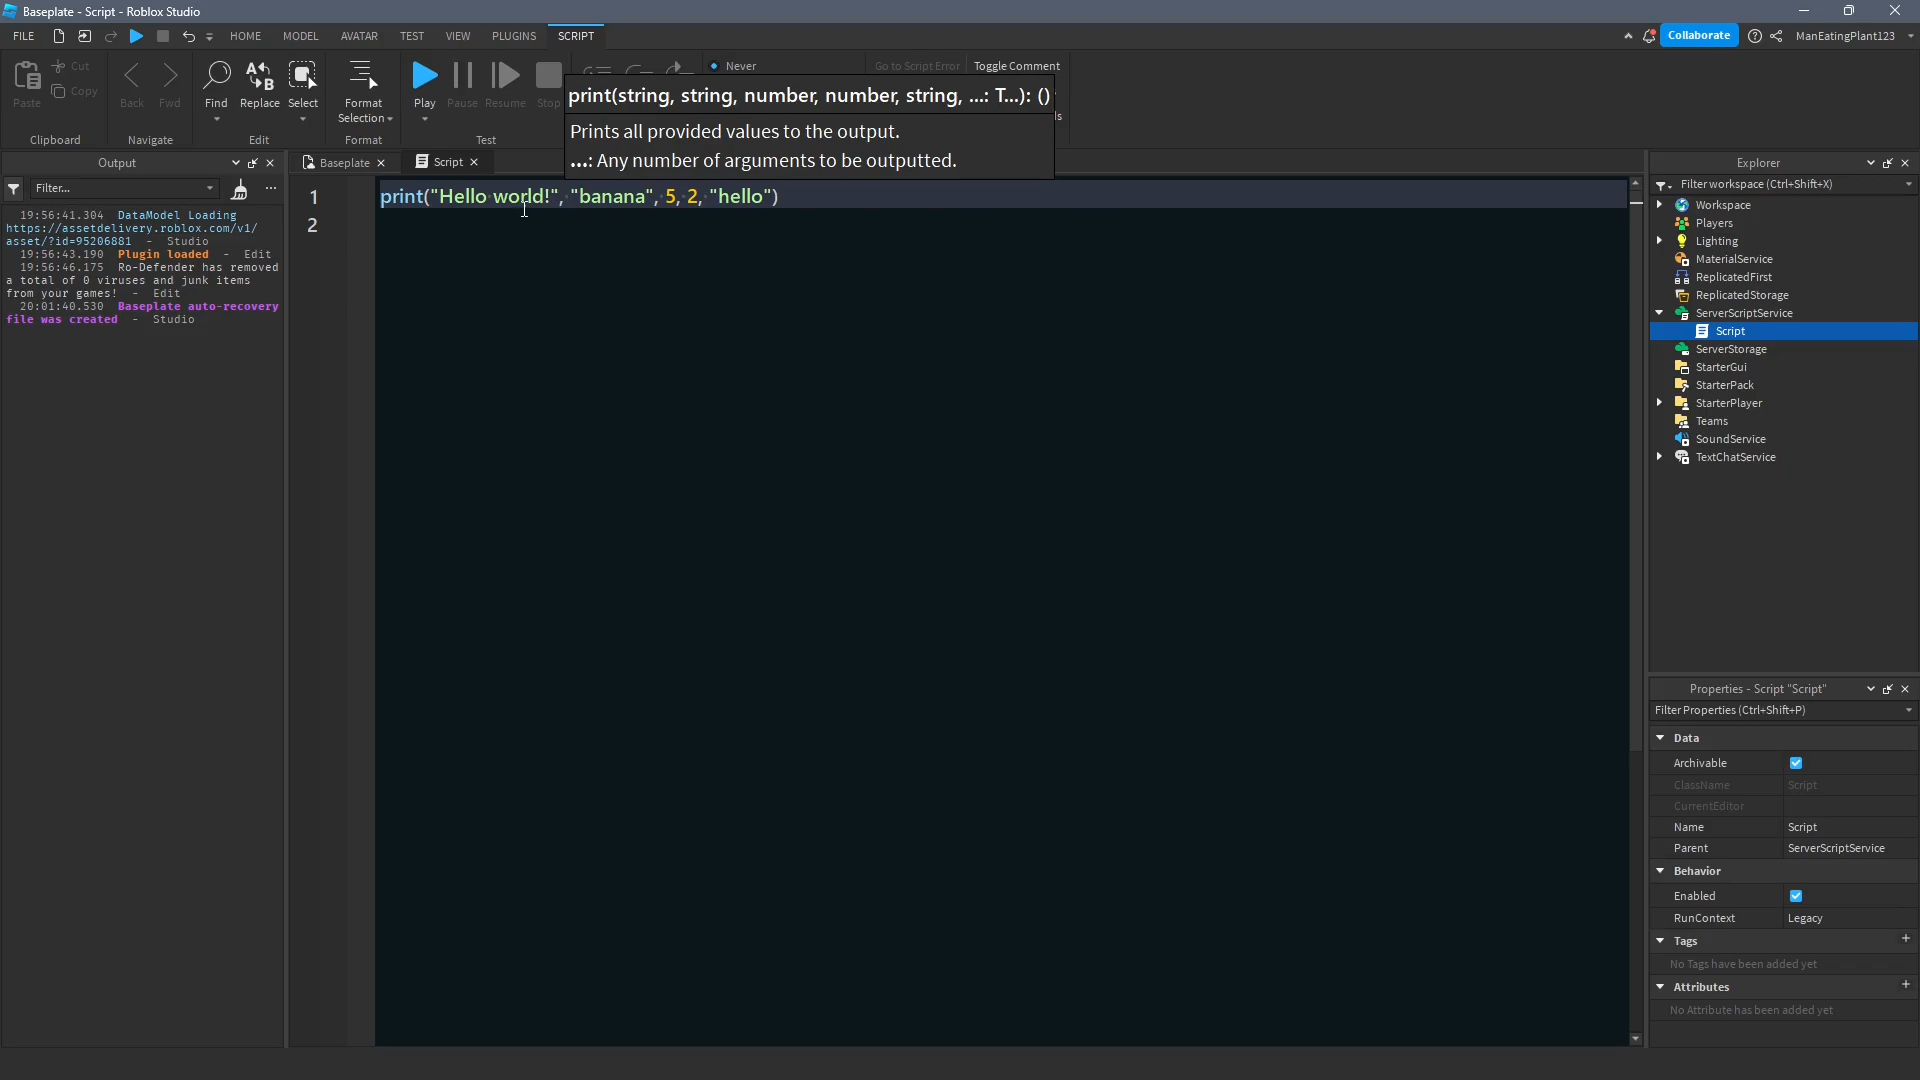 Baseplate - Script - Roblox Studio
FILE HOME MODEL AVATAR TEST VIEW PLUGINS SCRIPT Collaborate ManEatingPlant123
Paste Cut Copy
Back Fwd
Find Replace Select
Format Selection
Play Pause Resume Stop
Never Go to Script Error Toggle Comment
Clipboard Navigate Edit Format Test
print(string, string, number, number, string, ...: T...): ()
Prints all provided values to the output.
...: Any number of arguments to be outputted.
Output
Filter...
19:56:41.304 DataModel Loading
https://assetdelivery.roblox.com/v1/
asset/?id=95206881 - Studio
19:56:43.190 Plugin loaded - Edit
19:56:46.175 Ro-Defender has removed
a total of 0 viruses and junk items
from your games! - Edit
20:01:40.530 Baseplate auto-recovery
file was created - Studio
Baseplate Script
1 print("Hello world!", "banana", 5, 2, "hello")
2
Explorer
Filter workspace (Ctrl+Shift+X)
Workspace
Players
Lighting
MaterialService
ReplicatedFirst
ReplicatedStorage
ServerScriptService
Script
ServerStorage
StarterGui
StarterPack
StarterPlayer
Teams
SoundService
TextChatService
Properties - Script "Script"
Filter Properties (Ctrl+Shift+P)
Data
Archivable
ClassName Script
CurrentEditor
Name Script
Parent ServerScriptService
Behavior
Enabled
RunContext Legacy
Tags +
No Tags have been added yet
Attributes +
No Attribute has been added yet